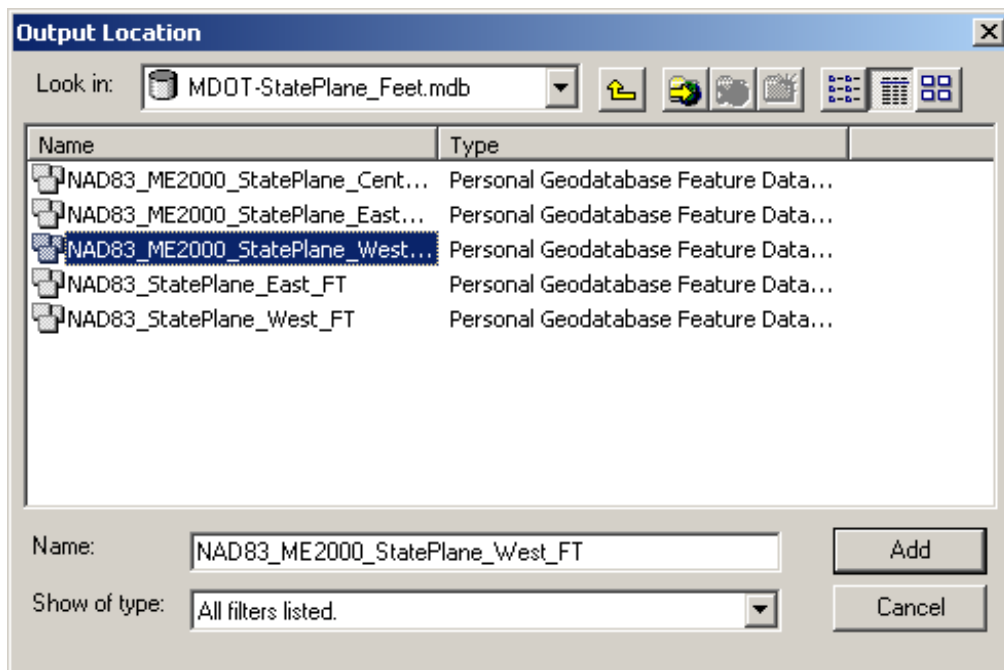 Output Location
Look in: MDOT-StatePlane_Feet.mdb
Name Type
NAD83_ME2000_StatePlane_Cent... Personal Geodatabase Feature Data...
NAD83_ME2000_StatePlane_East... Personal Geodatabase Feature Data...
NAD83_ME2000_StatePlane_West... Personal Geodatabase Feature Data...
NAD83_StatePlane_East_FT Personal Geodatabase Feature Data...
NAD83_StatePlane_West_FT Personal Geodatabase Feature Data...
Name: NAD83_ME2000_StatePlane_West_FT Add
Show of type: All filters listed. Cancel